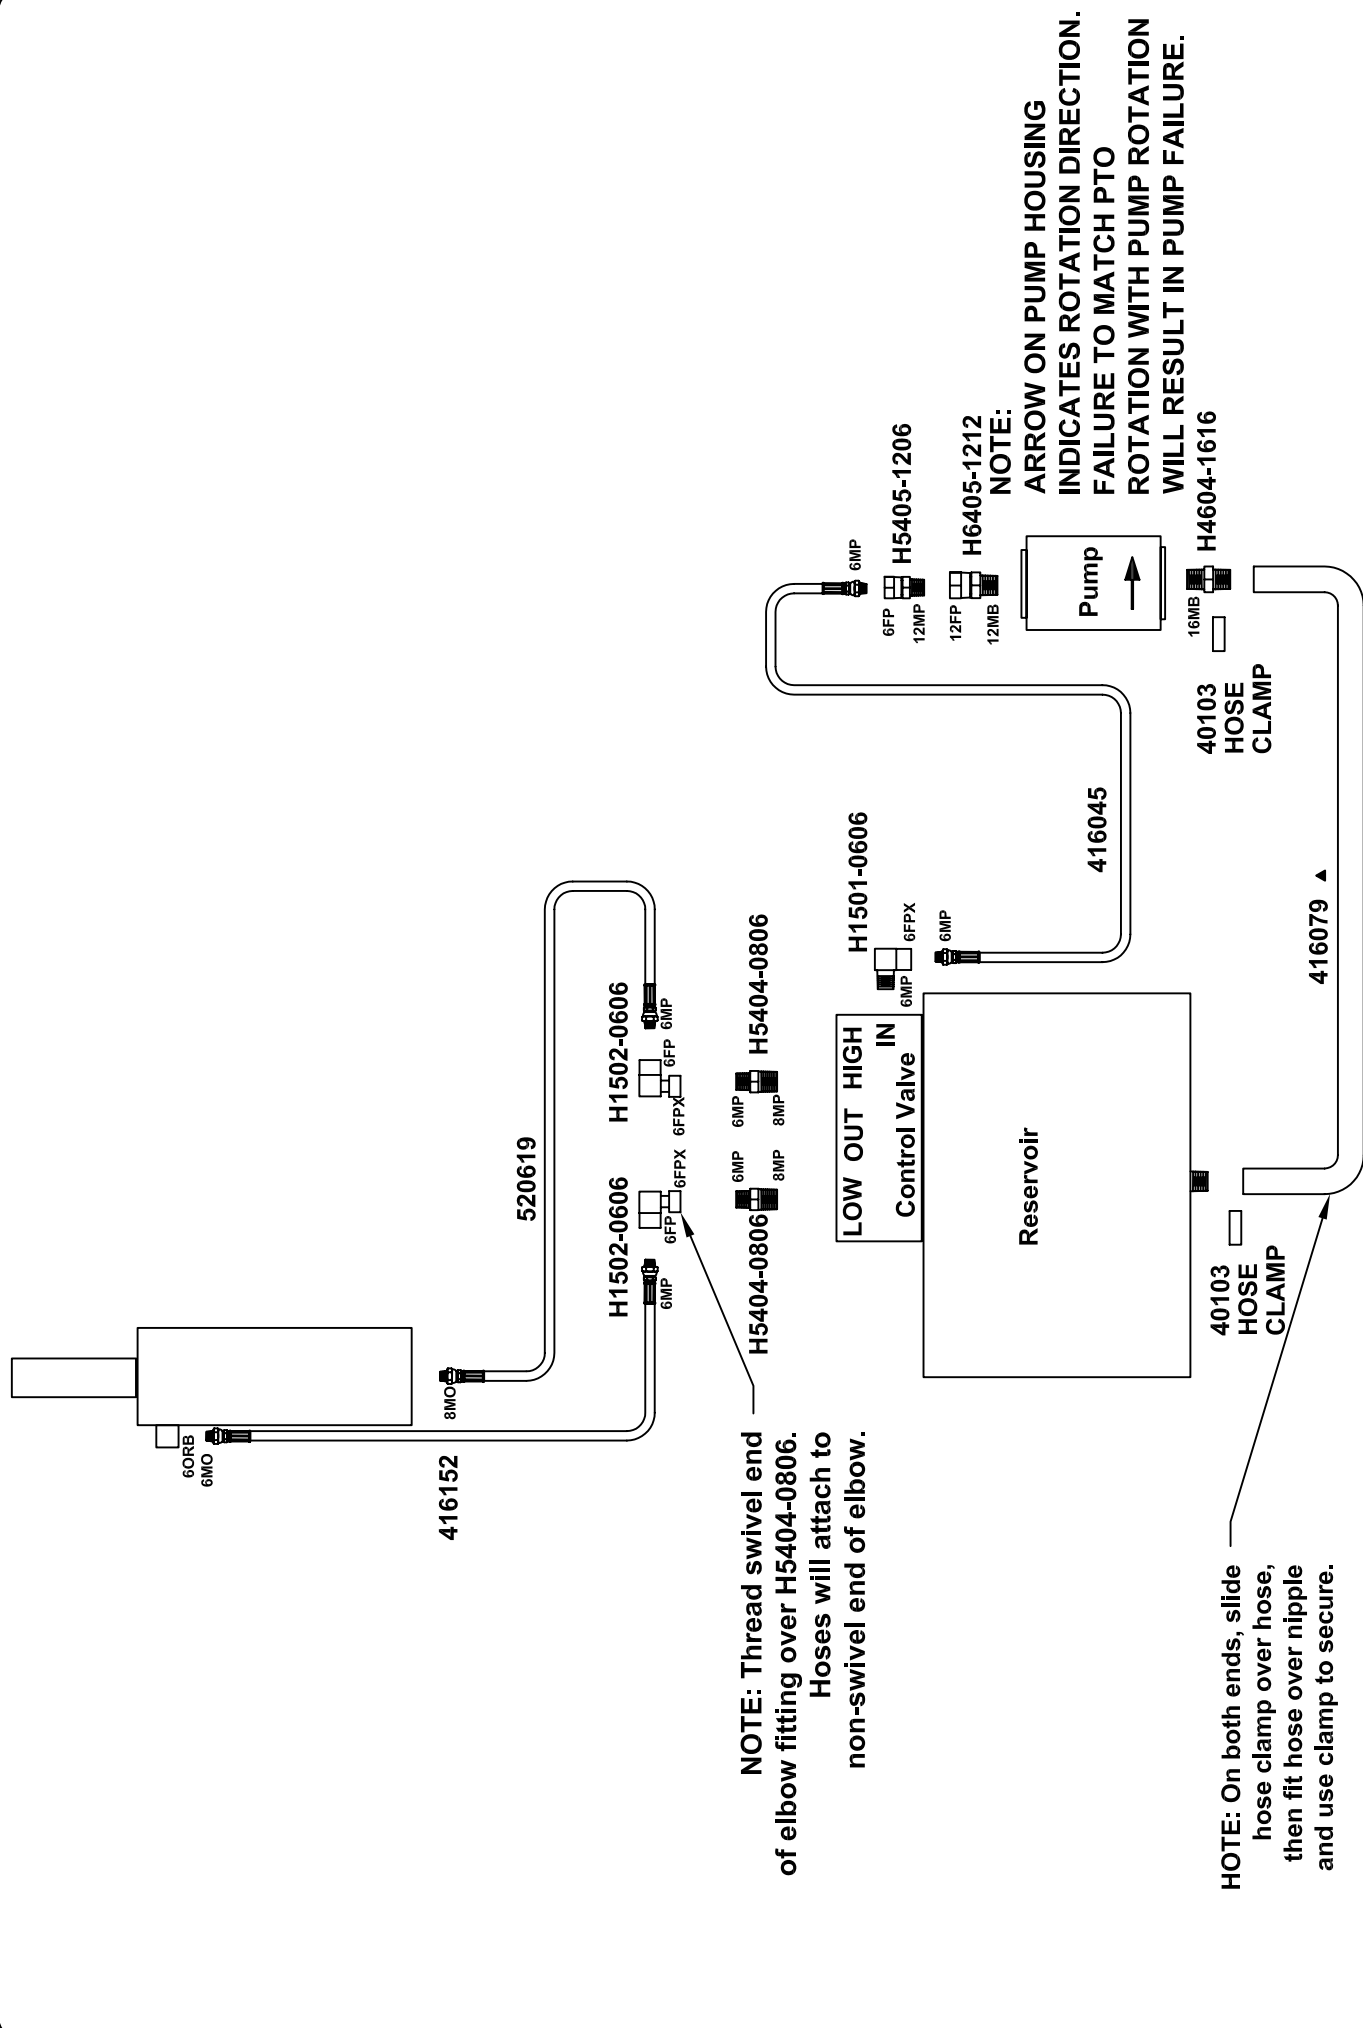 6ORB
6MO
416152
8MO
520619
H1502-0606
6MP
6FP
6FPX
H1502-0606
6MP
6FP
6FPX
H5404-0806
6MP
8MP
H5404-0806
6MP
8MP
NOTE: Thread swivel end
of elbow fitting over H5404-0806.
Hoses will attach to
non-swivel end of elbow.
LOW OUT HIGH
IN
Control Valve
Reservoir
H1501-0606
6MP
6FPX
6MP
416045
6MP
6FP
12MP
H5405-1206
12FP
12MB
H6405-1212
NOTE:
ARROW ON PUMP HOUSING
INDICATES ROTATION DIRECTION.
FAILURE TO MATCH PTO
ROTATION WITH PUMP ROTATION
WILL RESULT IN PUMP FAILURE.
Pump
16MB
H4604-1616
40103
HOSE
CLAMP
416079
40103
HOSE
CLAMP
HOTE: On both ends, slide
hose clamp over hose,
then fit hose over nipple
and use clamp to secure.